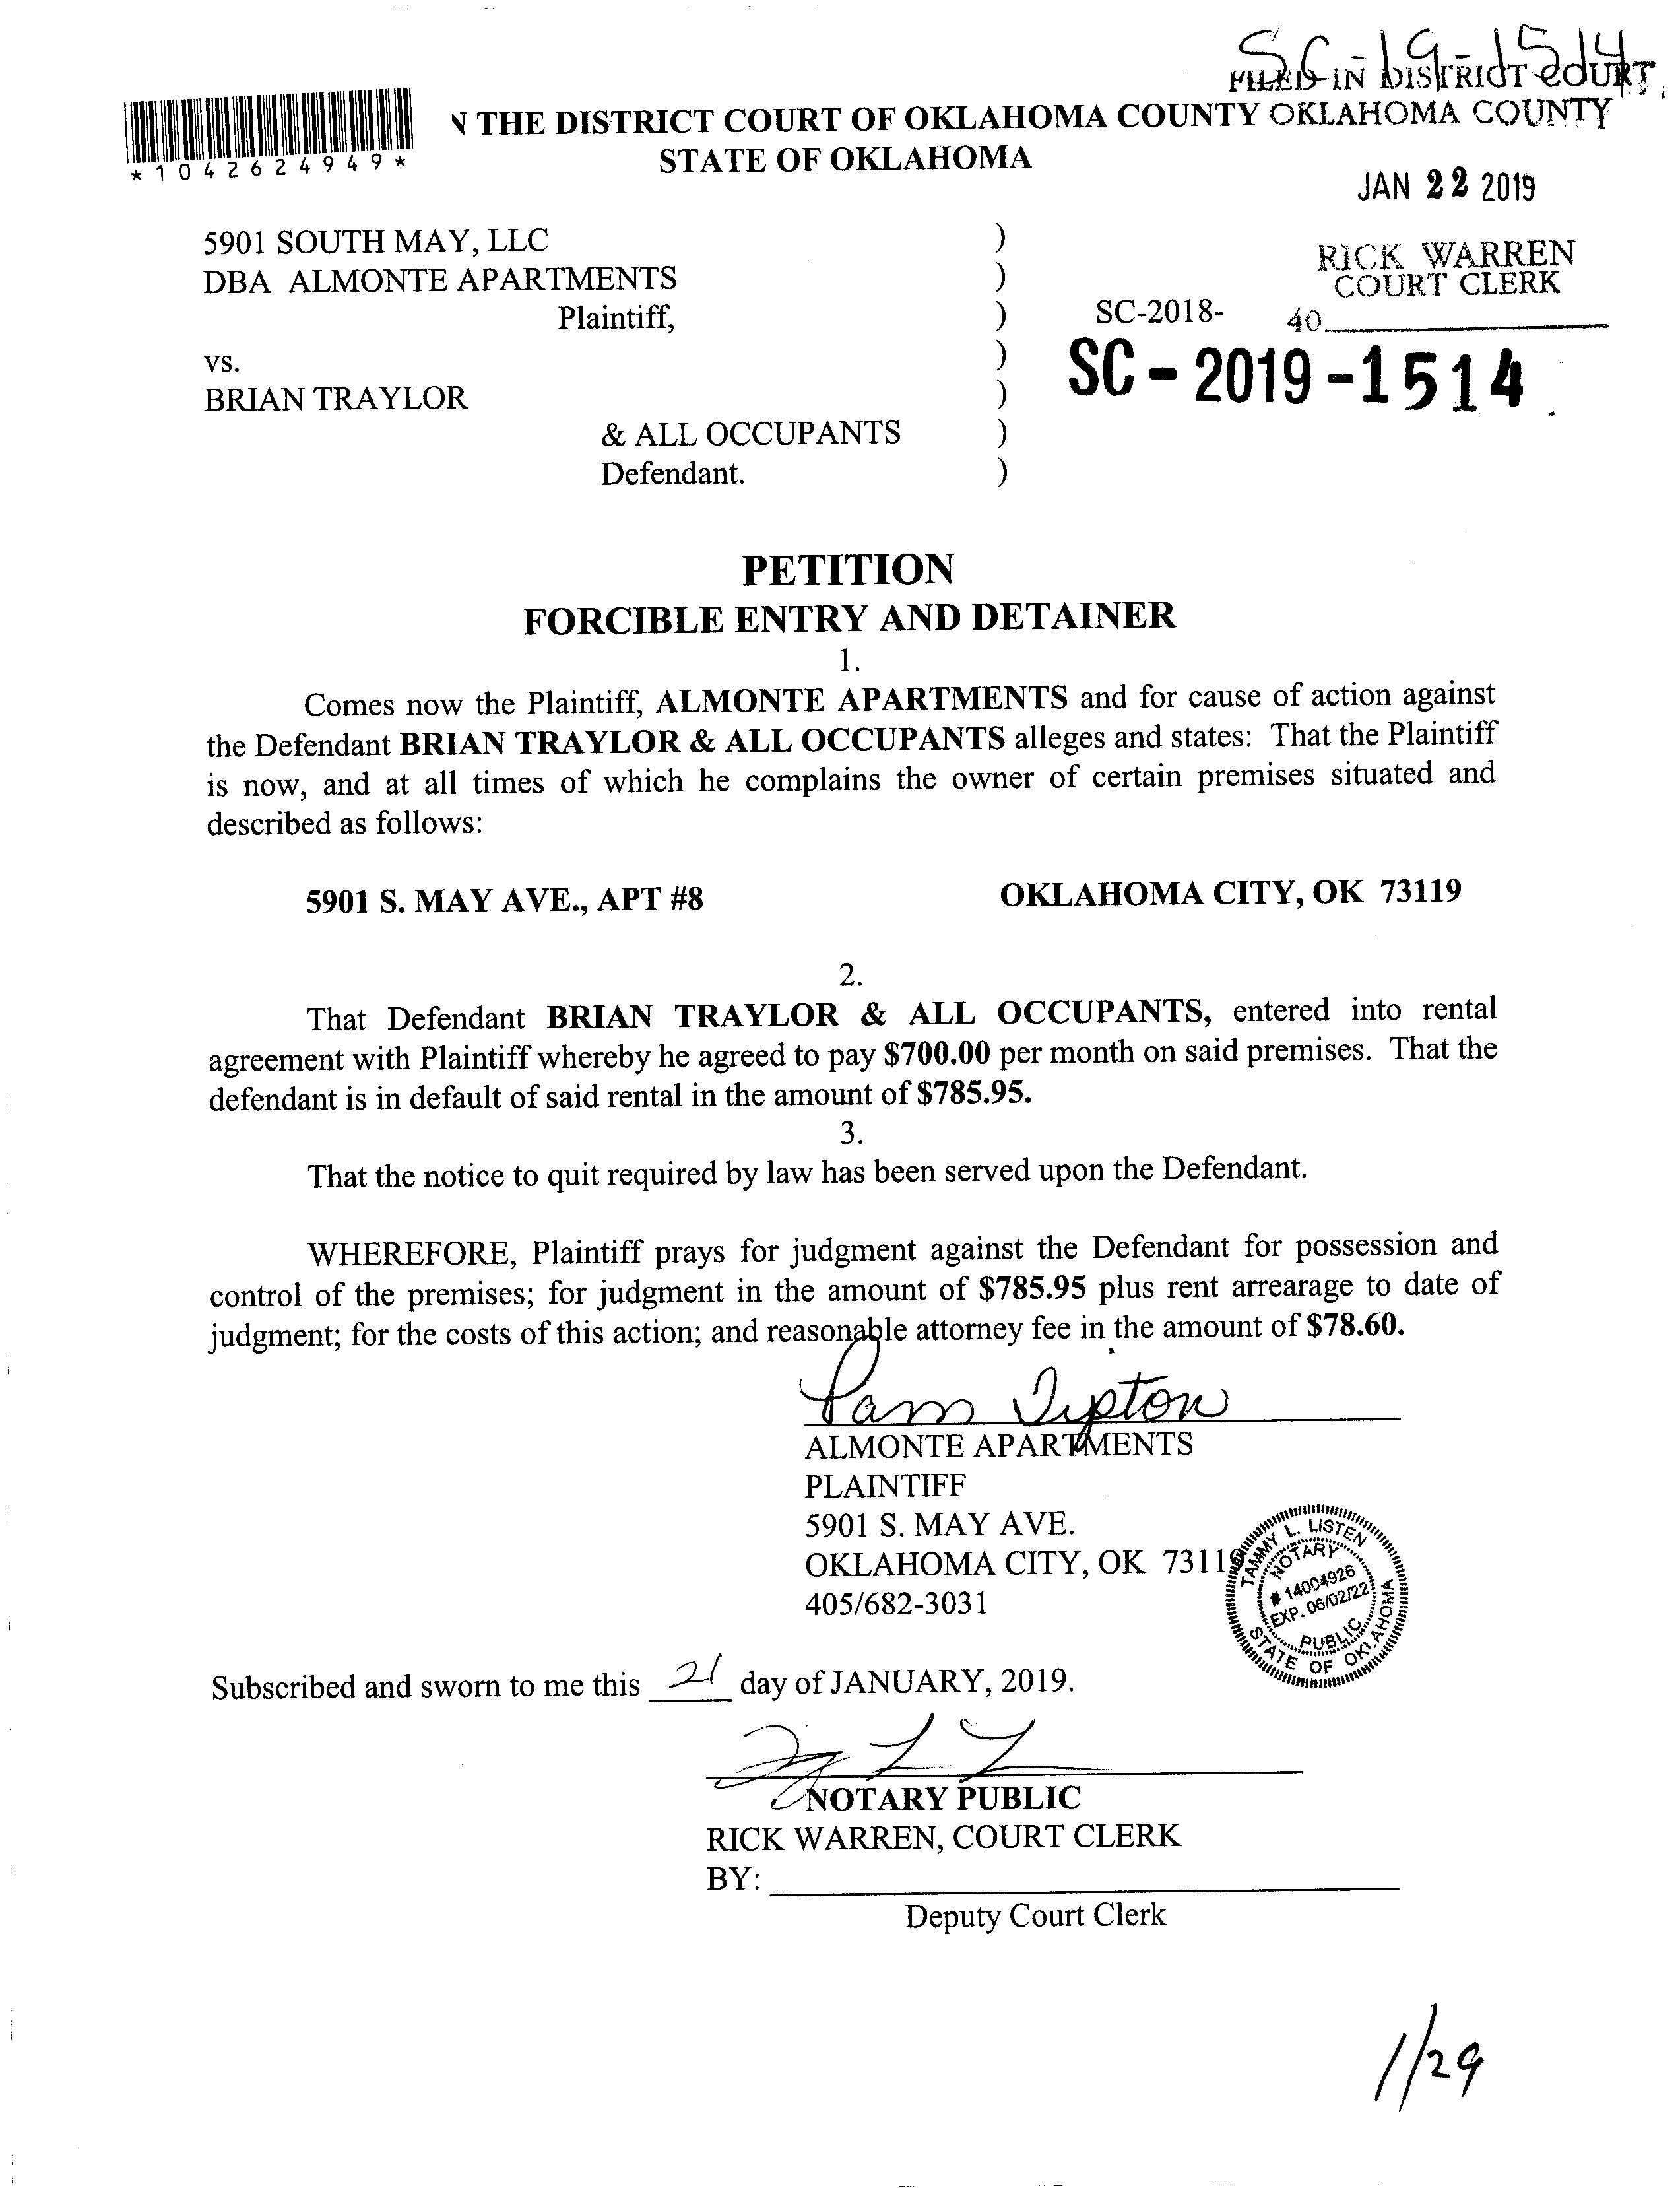 SC-19-1514
FILED IN DISTRICT COURT
N THE DISTRICT COURT OF OKLAHOMA COUNTY OKLAHOMA COUNTY
STATE OF OKLAHOMA
*1042624949*
JAN 22 2019
5901 SOUTH MAY, LLC )
DBA ALMONTE APARTMENTS )
RICK WARREN
COURT CLERK
Plaintiff, ) SC-2018- 40
vs. )
SC-2019-1514
BRIAN TRAYLOR )
& ALL OCCUPANTS )
Defendant. )
PETITION
FORCIBLE ENTRY AND DETAINER
1.
Comes now the Plaintiff, ALMONTE APARTMENTS and for cause of action against
the Defendant BRIAN TRAYLOR & ALL OCCUPANTS alleges and states: That the Plaintiff
is now, and at all times of which he complains the owner of certain premises situated and
described as follows:
5901 S. MAY AVE., APT #8 OKLAHOMA CITY, OK 73119
2.
That Defendant BRIAN TRAYLOR & ALL OCCUPANTS, entered into rental
agreement with Plaintiff whereby he agreed to pay $700.00 per month on said premises. That the
defendant is in default of said rental in the amount of $785.95.
3.
That the notice to quit required by law has been served upon the Defendant.
WHEREFORE, Plaintiff prays for judgment against the Defendant for possession and
control of the premises; for judgment in the amount of $785.95 plus rent arrearage to date of
judgment; for the costs of this action; and reasonable attorney fee in the amount of $78.60.
Pam Tipton
ALMONTE APARTMENTS
PLAINTIFF
5901 S. MAY AVE.
OKLAHOMA CITY, OK 73119
405/682-3031
TAMMY L. LISTEN
NOTARY
# 14004926
EXP. 06/02/22
PUBLIC
STATE OF OKLAHOMA
Subscribed and sworn to me this 21 day of JANUARY, 2019.
NOTARY PUBLIC
RICK WARREN, COURT CLERK
BY:
Deputy Court Clerk
1/29